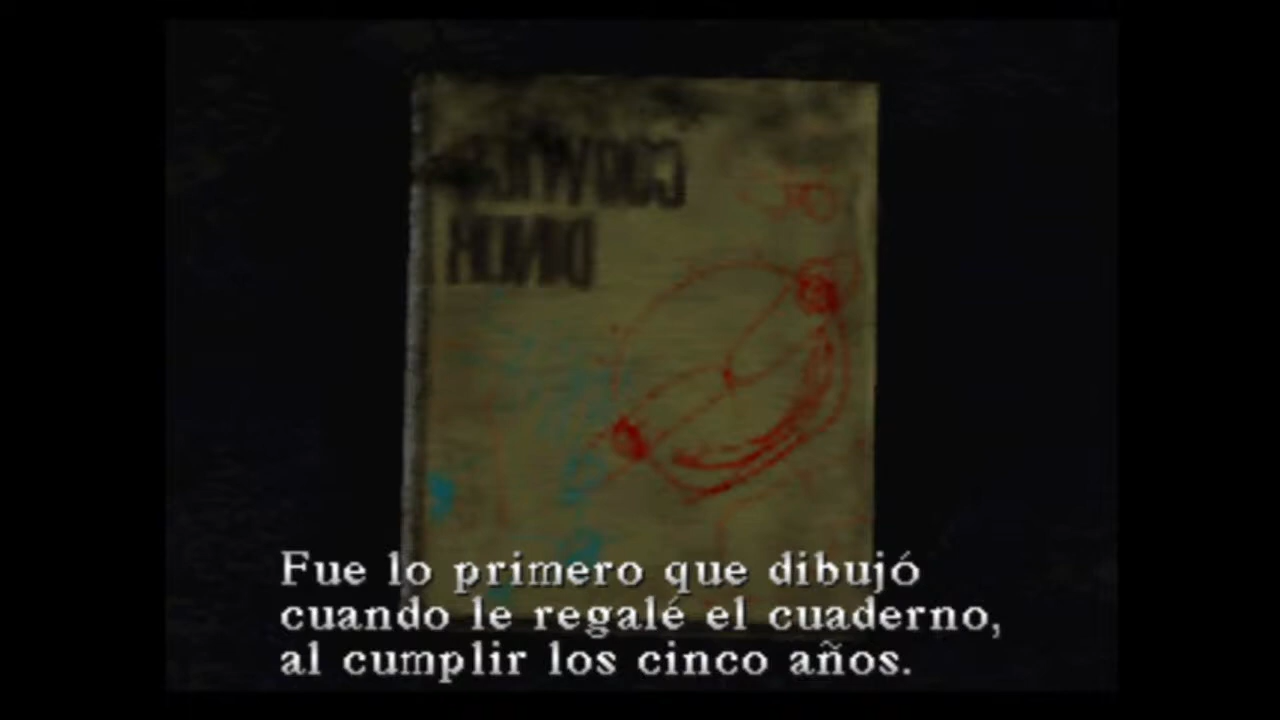 Fue lo primero que dibujó
cuando le regalé el cuaderno,
al cumplir los cinco años.